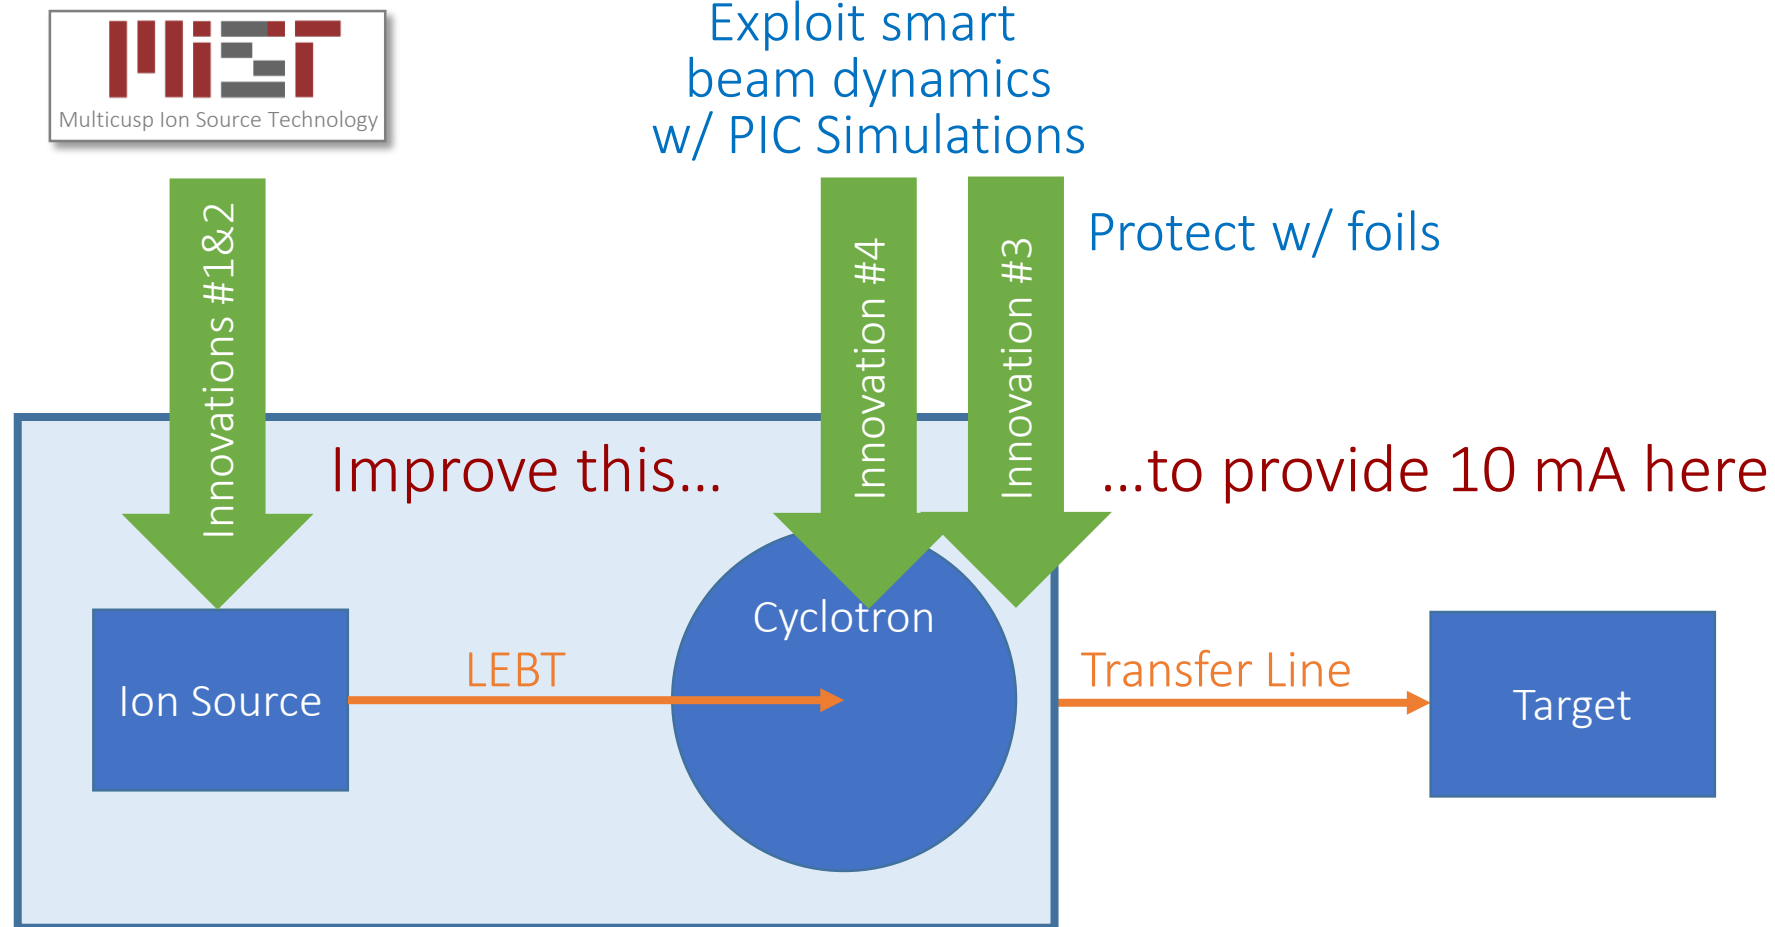 MIST
Multicusp Ion Source Technology
Exploit smart
beam dynamics
w/ PIC Simulations
Protect w/ foils
Innovations #1&2
Innovation #4
Innovation #3
Improve this...
...to provide 10 mA here
Cyclotron
LEBT
Transfer Line
Ion Source
Target